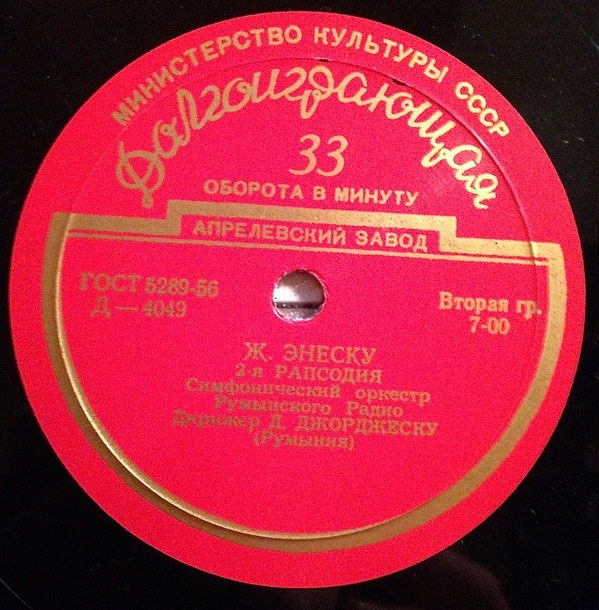 МИНИСТЕРСТВО КУЛЬТУРЫ СССР
Долгоиграющая
33
ОБОРОТА В МИНУТУ
АПРЕЛЕВСКИЙ ЗАВОД
ГОСТ 5289-56
Д — 4049
Вторая гр.
7-00
Ж. ЭНЕСКУ
2-я РАПСОДИЯ
Симфонический оркестр
Румынского Радио
Дирижер Д. ДЖОРДЖЕСКУ
(Румыния)